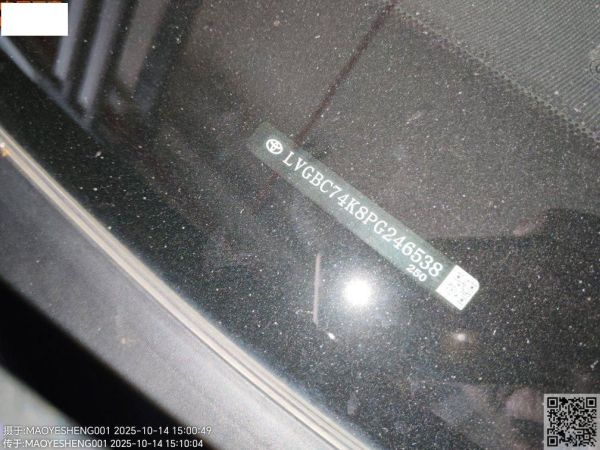 LVGBC74K8PG246538
250
摄于:MAOYESHENG001 2025-10-14 15:00:49
传于:MAOYESHENG001 2025-10-14 15:10:04